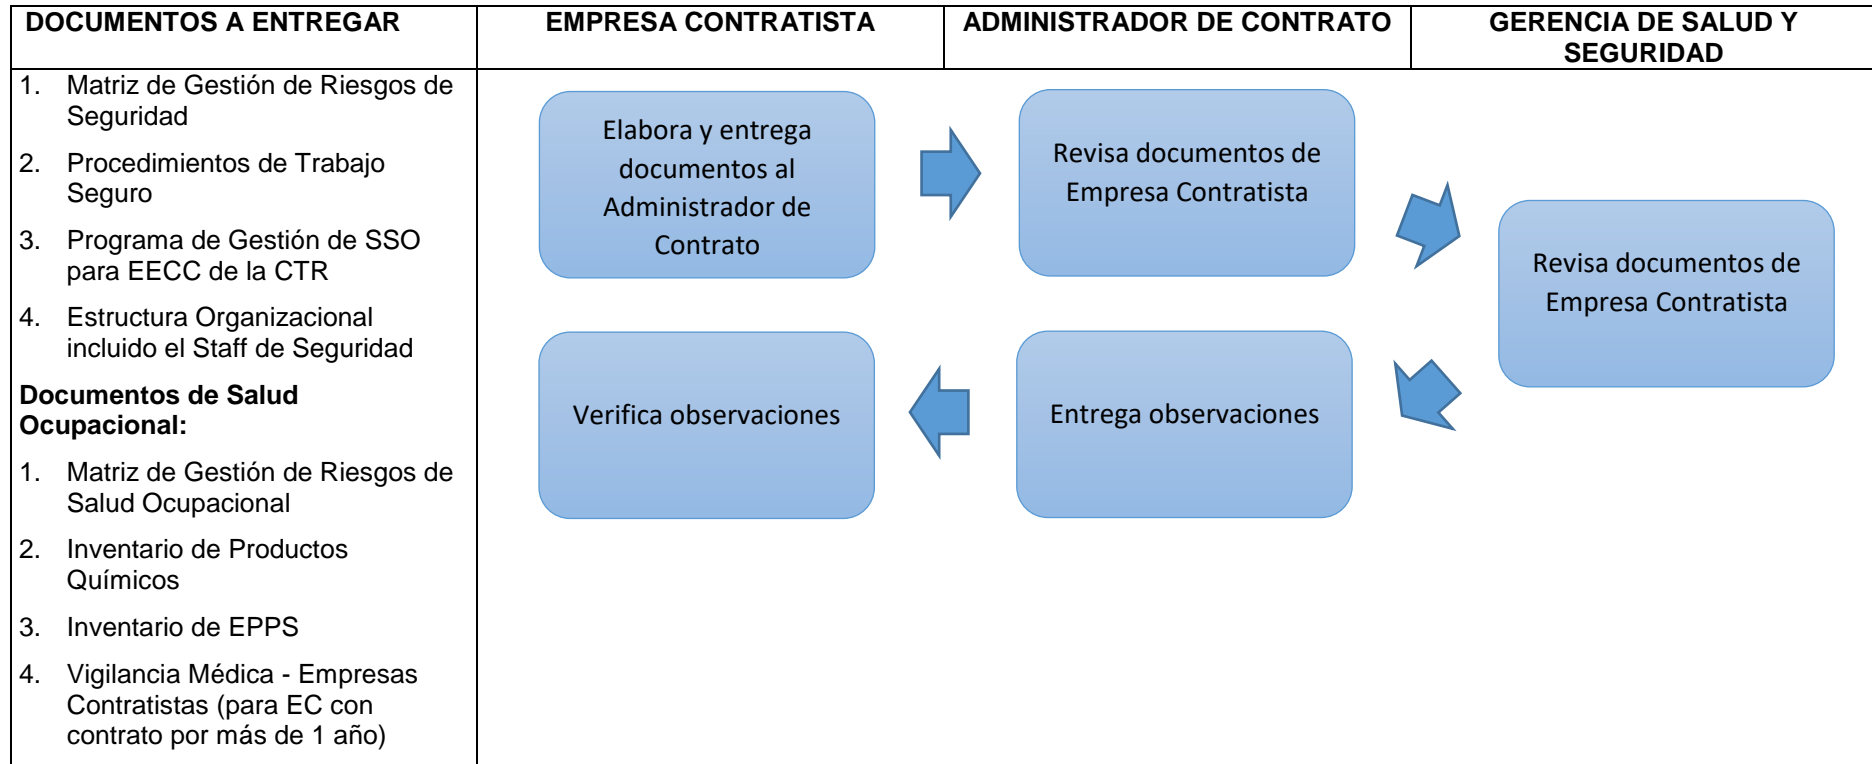 DOCUMENTOS A ENTREGAR
EMPRESA CONTRATISTA
ADMINISTRADOR DE CONTRATO
GERENCIA DE SALUD Y
SEGURIDAD
1. Matriz de Gestión de Riesgos de
Seguridad
2. Procedimientos de Trabajo
Seguro
3. Programa de Gestión de SSO
para EECC de la CTR
4. Estructura Organizacional
incluido el Staff de Seguridad
Documentos de Salud
Ocupacional:
1. Matriz de Gestión de Riesgos de
Salud Ocupacional
2. Inventario de Productos
Químicos
3. Inventario de EPPS
4. Vigilancia Médica - Empresas
Contratistas (para EC con
contrato por más de 1 año)
Elabora y entrega
documentos al
Administrador de
Contrato
Revisa documentos de
Empresa Contratista
Revisa documentos de
Empresa Contratista
Entrega observaciones
Verifica observaciones